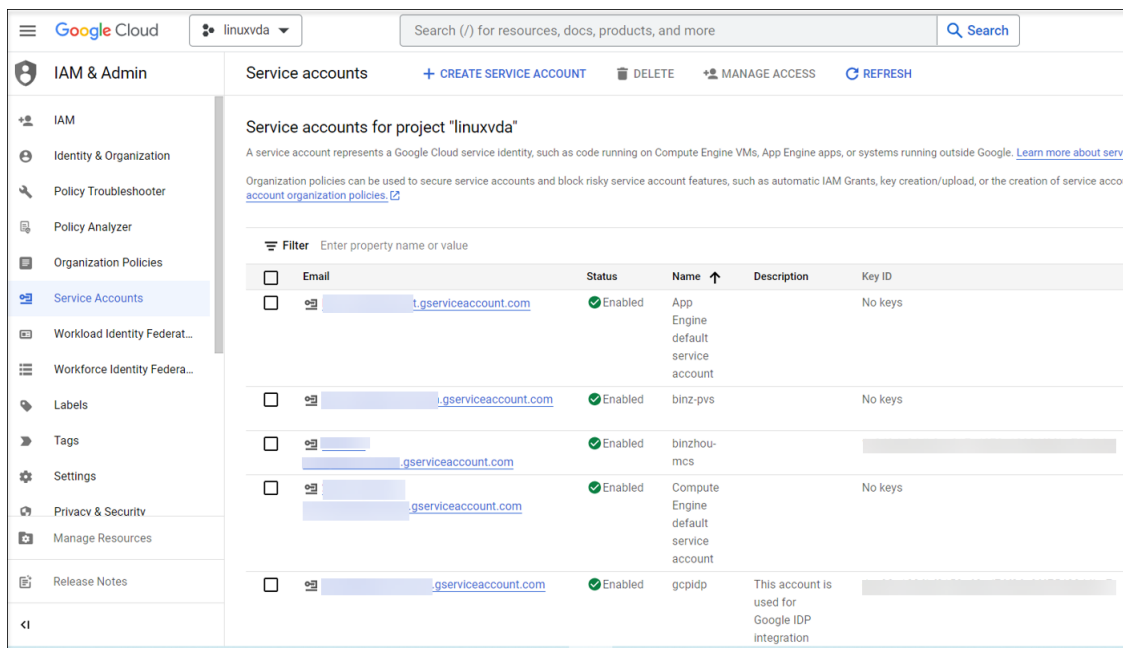 Google Cloud
linuxvda
Search (/) for resources, docs, products, and more
Search
IAM & Admin
Service accounts
+ CREATE SERVICE ACCOUNT
DELETE
MANAGE ACCESS
REFRESH
IAM
Identity & Organization
Policy Troubleshooter
Policy Analyzer
Organization Policies
Service Accounts
Workload Identity Federat...
Workforce Identity Federa...
Labels
Tags
Settings
Privacy & Security
Manage Resources
Release Notes
Service accounts for project "linuxvda"
A service account represents a Google Cloud service identity, such as code running on Compute Engine VMs, App Engine apps, or systems running outside Google. Learn more about serv
Organization policies can be used to secure service accounts and block risky service account features, such as automatic IAM Grants, key creation/upload, or the creation of service acco
account organization policies.
Filter Enter property name or value
Email Status Name Description Key ID
t.gserviceaccount.com Enabled App No keys
Engine
default
service
account
.gserviceaccount.com Enabled binz-pvs No keys
Enabled binzhou-
.gserviceaccount.com mcs
Enabled Compute No keys
.gserviceaccount.com Engine
default
service
account
.gserviceaccount.com Enabled gcpidp This account is
used for
Google IDP
integration